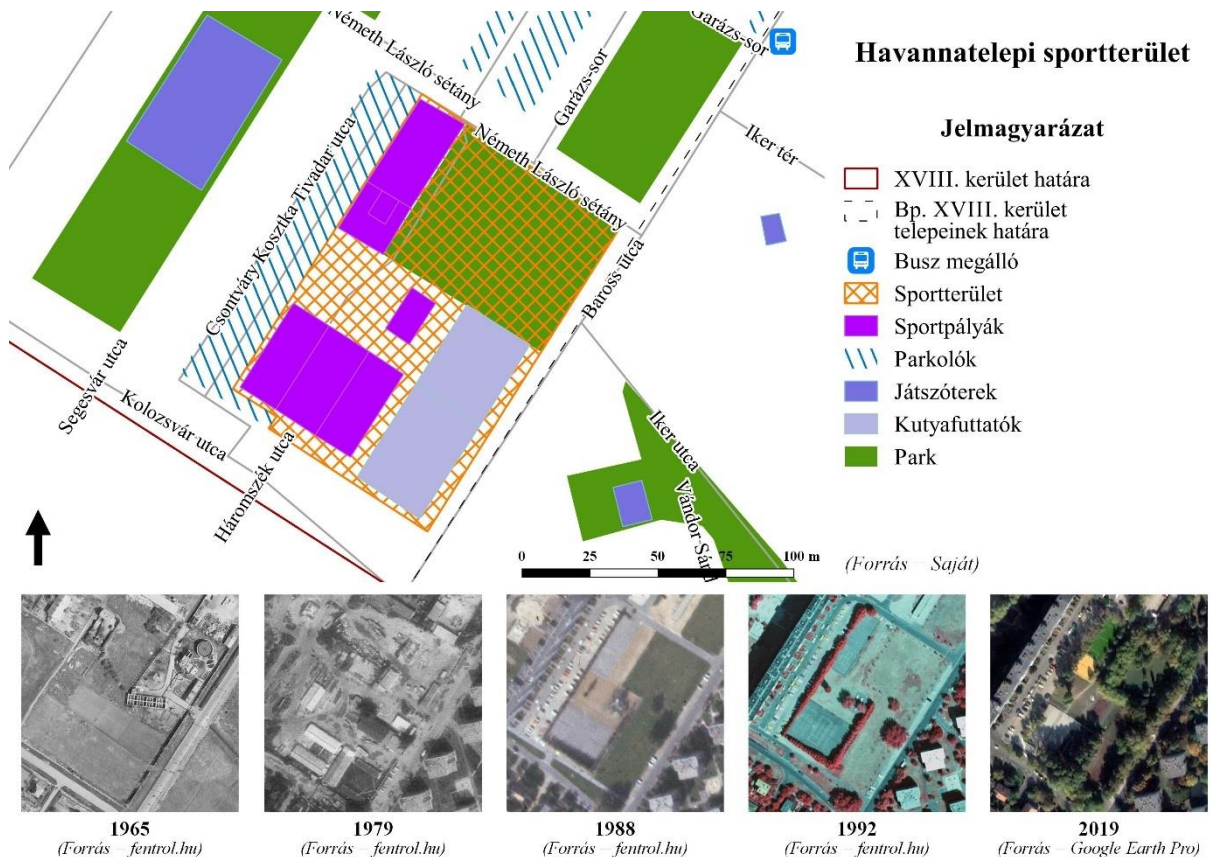 Havannatelepi sportterület
Jelmagyarázat
XVIII. kerület határa
Bp. XVIII. kerület
telepeinek határa
Busz megálló
Sportterület
Sportpályák
Parkolók
Játszóterek
Kutyafuttatók
Park
(Forrás – Saját)
Németh László sétány
Garázs-sor
Garázs-sor
Iker tér
Németh László sétány
Csontváry Kosztka Tivadar utca
Baross utca
Segesvár utca
Kolozsvár utca
Háromszék utca
Iker utca
Vándor Sánd
0 25 50 75 100 m
1965
(Forrás – fentrol.hu)
1979
(Forrás – fentrol.hu)
1988
(Forrás – fentrol.hu)
1992
(Forrás – fentrol.hu)
2019
(Forrás – Google Earth Pro)